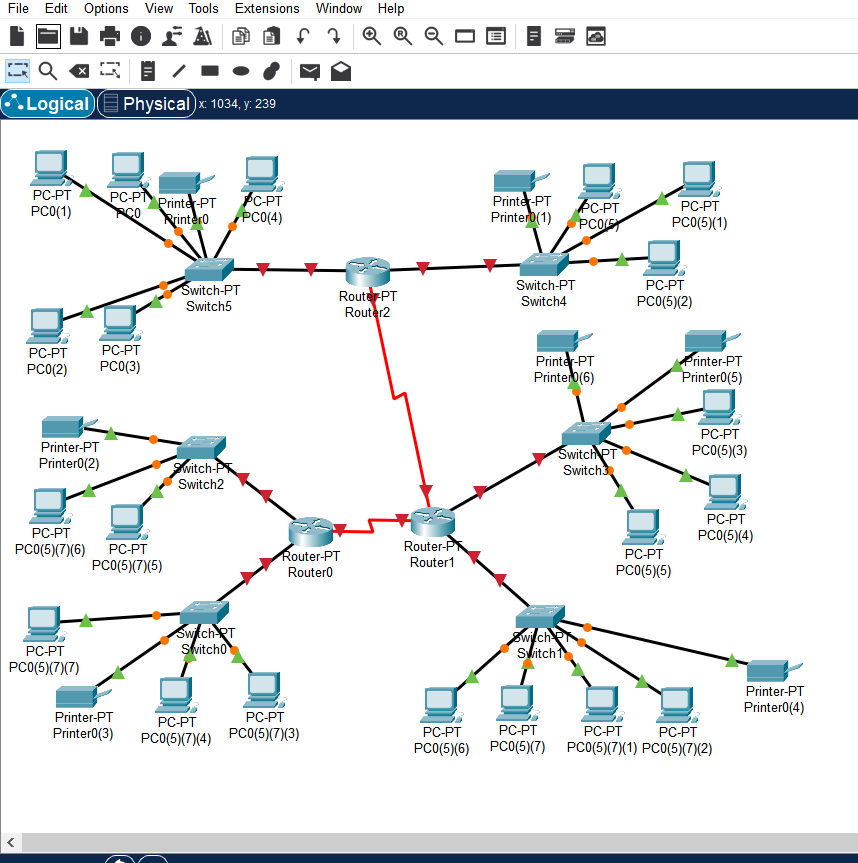 File Edit Options View Tools Extensions Window Help
Logical Physical x: 1034, y: 239
PC-PT
PC0(1)
PC-PT
PC0
Printer-PT
Printer0
PC-PT
PC0(4)
Printer-PT
Printer0(1)
PC-PT
PC0(5)
PC-PT
PC0(5)(1)
Switch-PT
Switch5
Router-PT
Router2
Switch-PT
Switch4
PC-PT
PC0(5)(2)
PC-PT
PC0(2)
PC-PT
PC0(3)
Printer-PT
Printer0(6)
Printer-PT
Printer0(5)
PC-PT
PC0(5)(3)
Printer-PT
Printer0(2)
Switch-PT
Switch2
Switch-PT
Switch3
PC-PT
PC0(5)(7)(6)
PC-PT
PC0(5)(7)(5)
PC-PT
PC0(5)(4)
Router-PT
Router0
Router-PT
Router1
PC-PT
PC0(5)(5)
PC-PT
PC0(5)(7)(7)
Switch-PT
Switch0
Switch-PT
Switch1
Printer-PT
Printer0(3)
PC-PT
PC0(5)(7)(4)
PC-PT
PC0(5)(7)(3)
Printer-PT
Printer0(4)
PC-PT
PC0(5)(6)
PC-PT
PC0(5)(7)
PC-PT
PC0(5)(7)(1)
PC-PT
PC0(5)(7)(2)